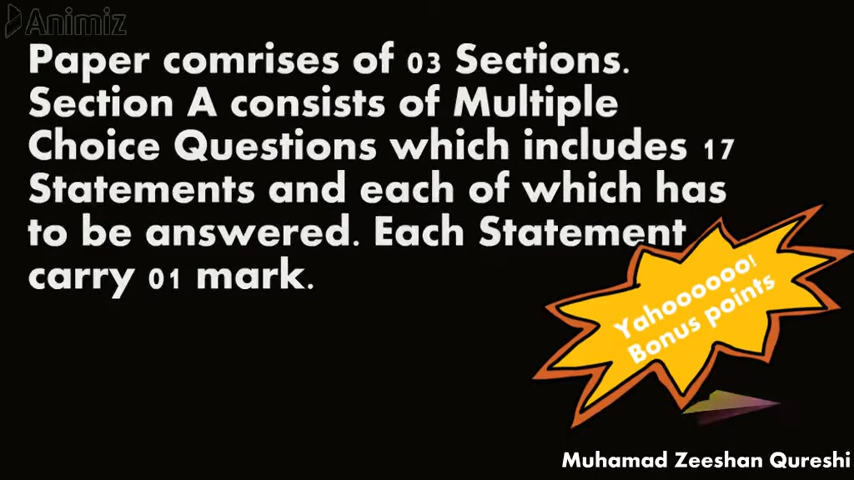 Animiz
Paper comrises of 03 Sections.
Section A consists of Multiple
Choice Questions which includes 17
Statements and each of which has
to be answered. Each Statement
carry 01 mark.
Yahoooooo!
Bonus points
Muhamad Zeeshan Qureshi